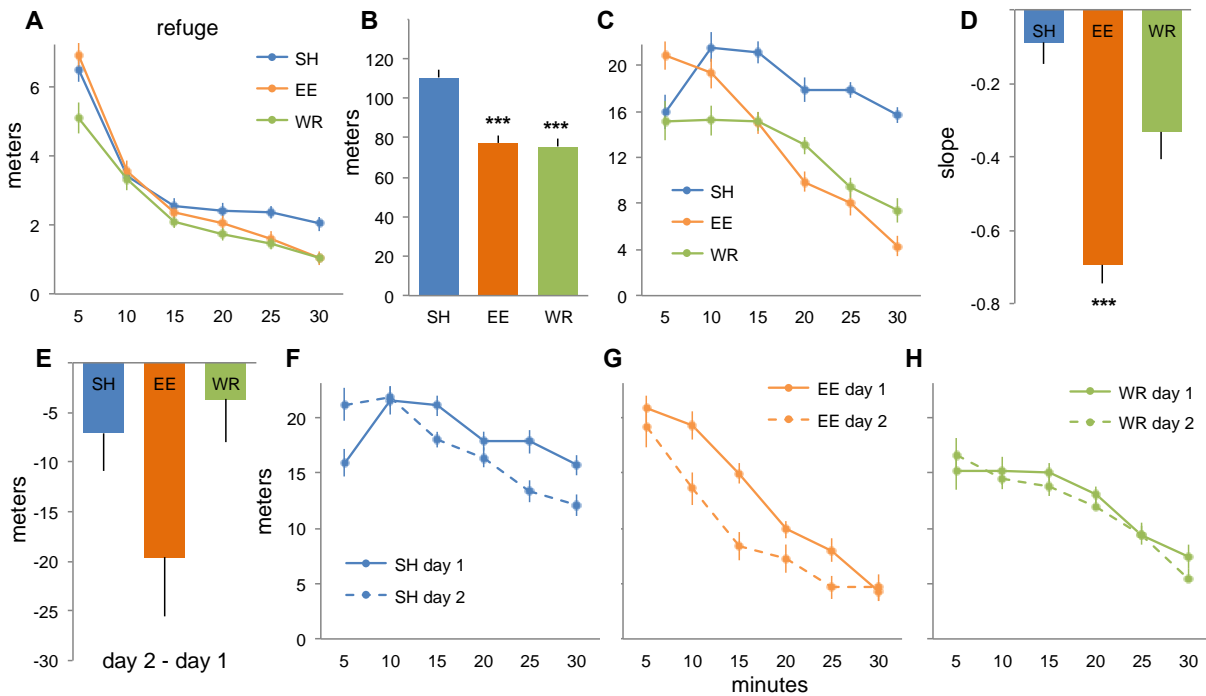 A
refuge
SH
EE
WR
meters
6
4
2
0
5 10 15 20 25 30
B
meters
120
100
80
60
40
20
0
*** ***
SH EE WR
C
20
16
12
8
4
0
SH
EE
WR
5 10 15 20 25 30
D
SH EE WR
slope
-0.2
-0.4
-0.6
-0.8
***
E
SH EE WR
meters
-5
-10
-15
-20
-25
-30
day 2 - day 1
F
meters
20
15
10
5
0
SH day 1
SH day 2
5 10 15 20 25 30
G
EE day 1
EE day 2
5 10 15 20 25 30
minutes
H
WR day 1
WR day 2
5 10 15 20 25 30